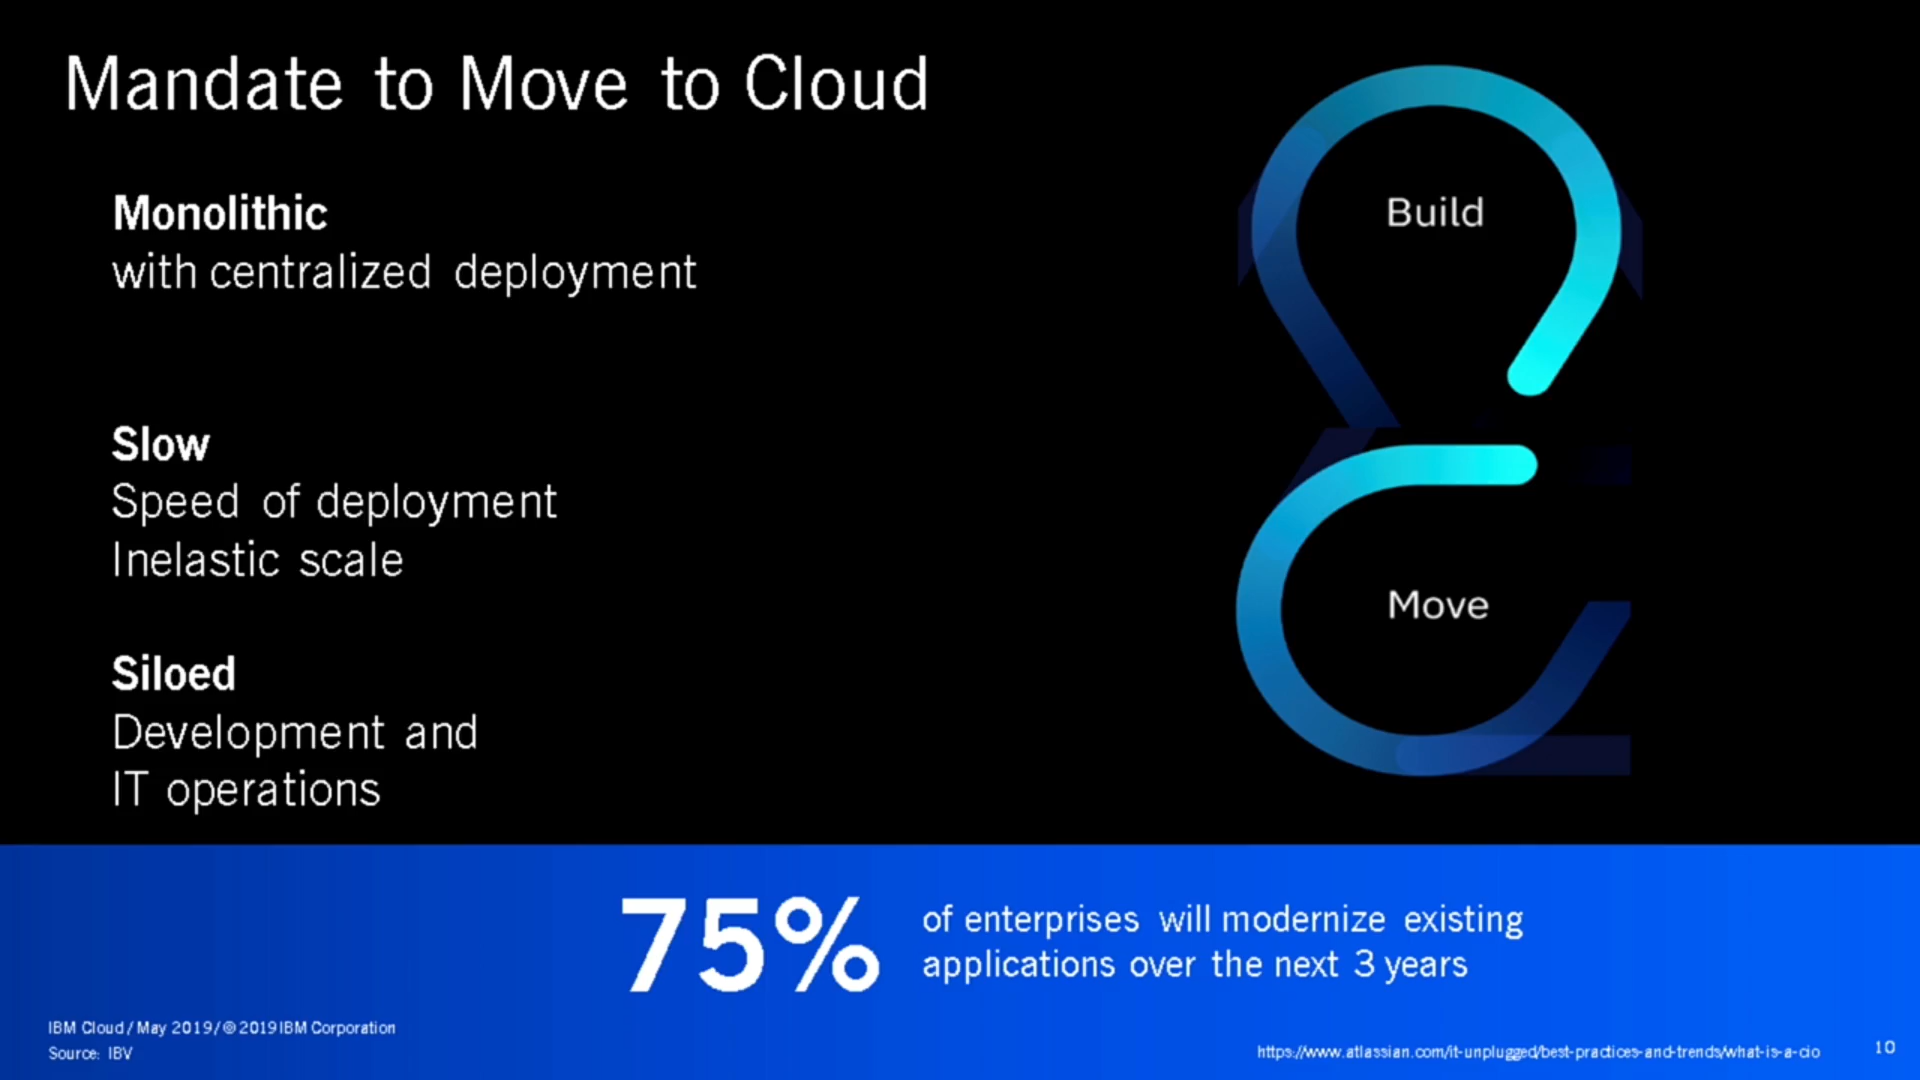 Mandate to Move to Cloud
Monolithic
with centralized deployment
Slow
Speed of deployment
Inelastic scale
Siloed
Development and
IT operations
Build
Move
75%
of enterprises will modernize existing
applications over the next 3 years
IBM Cloud / May 2019 / © 2019 IBM Corporation
Source: IBV
https://www.atlassian.com/it-unplugged/best-practices-and-trends/what-is-a-cio
10